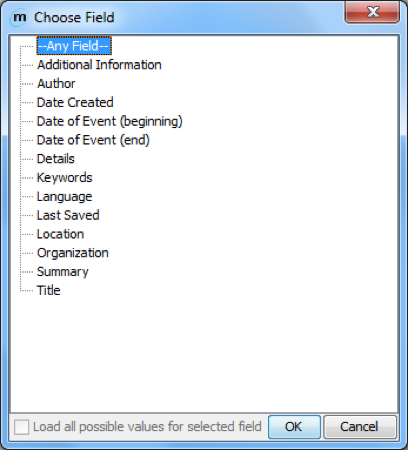 m Choose Field
--Any Field--
Additional Information
Author
Date Created
Date of Event (beginning)
Date of Event (end)
Details
Keywords
Language
Last Saved
Location
Organization
Summary
Title
Load all possible values for selected field OK Cancel